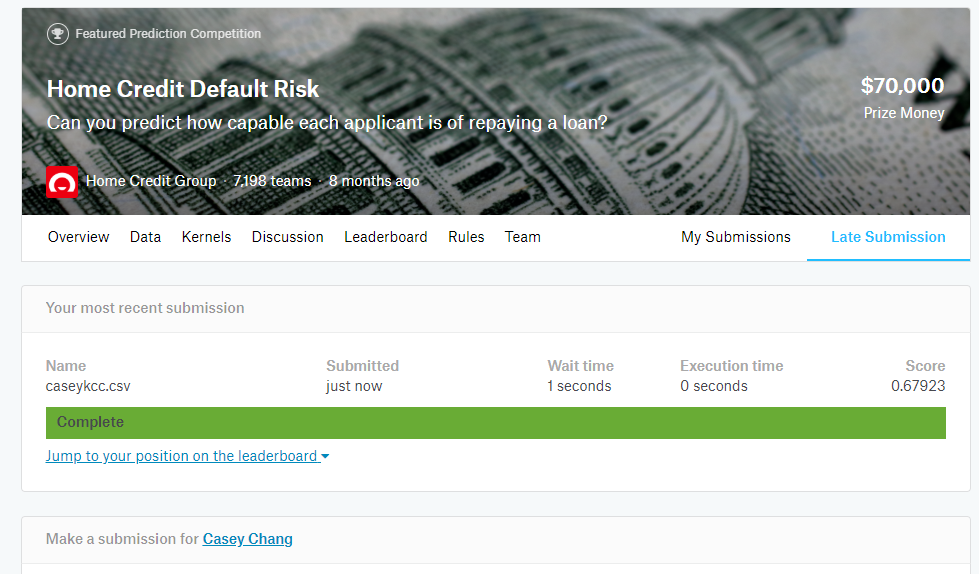 Featured Prediction Competition
Home Credit Default Risk
Can you predict how capable each applicant is of repaying a loan?
$70,000
Prize Money
Home Credit Group · 7,198 teams · 8 months ago
Overview Data Kernels Discussion Leaderboard Rules Team My Submissions Late Submission
Your most recent submission
Name Submitted Wait time Execution time Score
caseykcc.csv just now 1 seconds 0 seconds 0.67923
Complete
Jump to your position on the leaderboard
Make a submission for Casey Chang